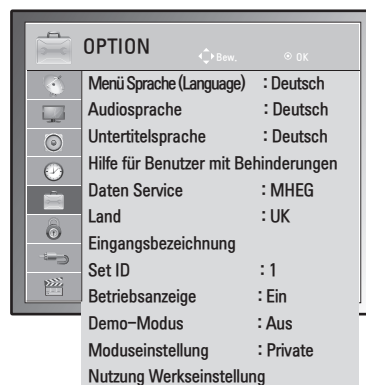 OPTION
Bew. OK
Menü Sprache (Language) : Deutsch
Audiosprache : Deutsch
Untertitelsprache : Deutsch
Hilfe für Benutzer mit Behinderungen
Daten Service : MHEG
Land : UK
Eingangsbezeichnung
Set ID : 1
Betriebsanzeige : Ein
Demo-Modus : Aus
Moduseinstellung : Private
Nutzung Werkseinstellung